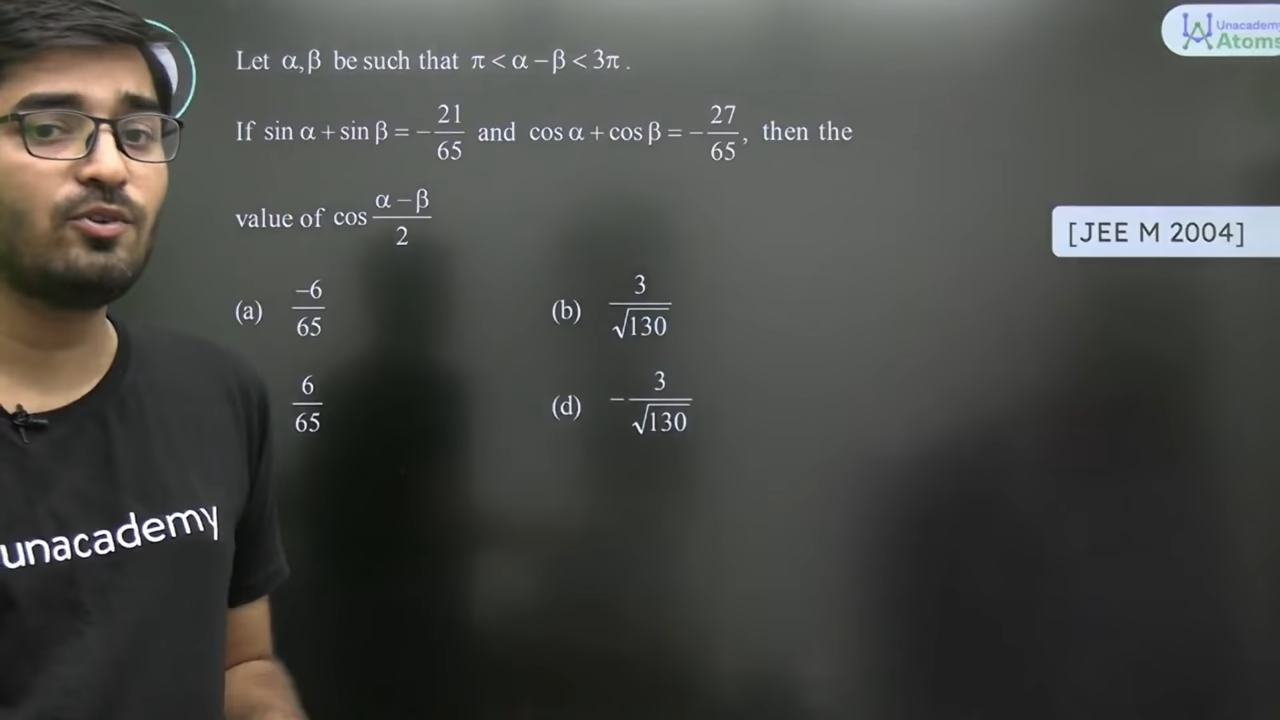 Unacademy
Atoms
Let α, β be such that π < α − β < 3π .
If sin α + sin β = −21/65 and cos α + cos β = −27/65, then the
value of cos (α − β)/2
[JEE M 2004]
(a) −6/65 (b) 3/√130
6/65 (d) −3/√130
unacademy